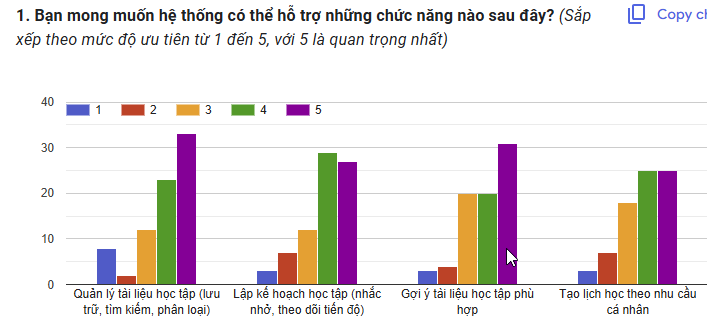 1. Bạn mong muốn hệ thống có thể hỗ trợ những chức năng nào sau đây? (Sắp
xếp theo mức độ ưu tiên từ 1 đến 5, với 5 là quan trọng nhất)
Copy
40
1
2
3
4
5
30
20
10
0
Quản lý tài liệu học tập (lưu
trữ, tìm kiếm, phân loại)
Lập kế hoạch học tập (nhắc
nhở, theo dõi tiến độ)
Gợi ý tài liệu học tập phù
hợp
Tạo lịch học theo nhu cầu
cá nhân